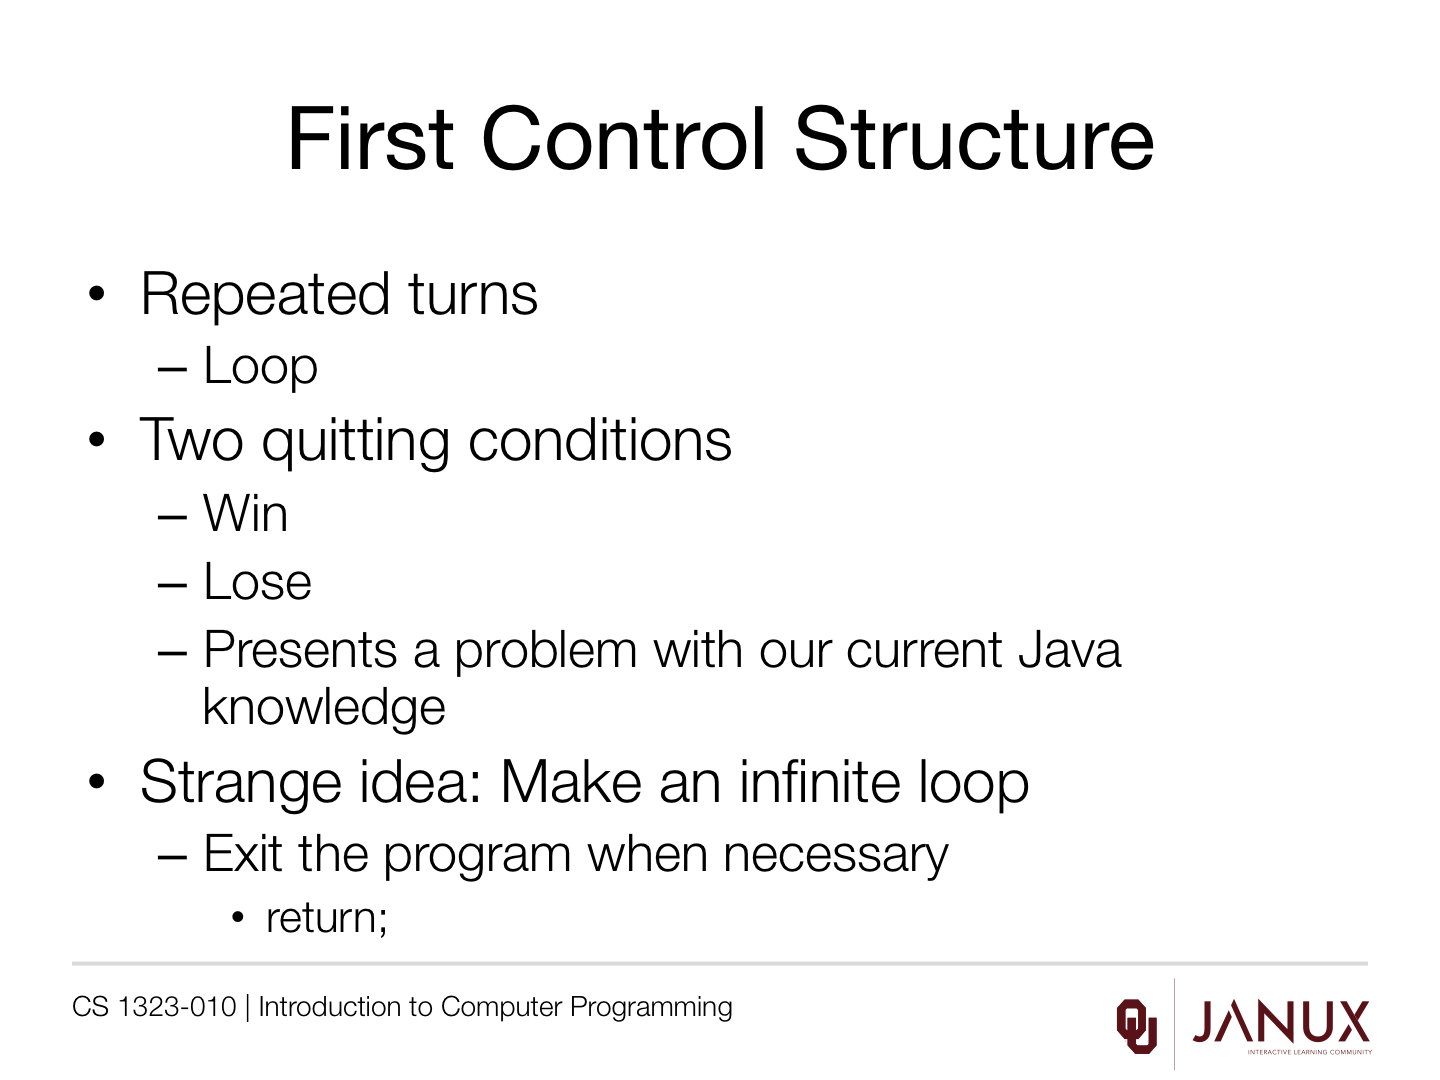 First Control Structure
• Repeated turns
– Loop
• Two quitting conditions
– Win
– Lose
– Presents a problem with our current Java
knowledge
• Strange idea: Make an infinite loop
– Exit the program when necessary
• return;
CS 1323-010 | Introduction to Computer Programming
OU
JANUX
INTERACTIVE LEARNING COMMUNITY